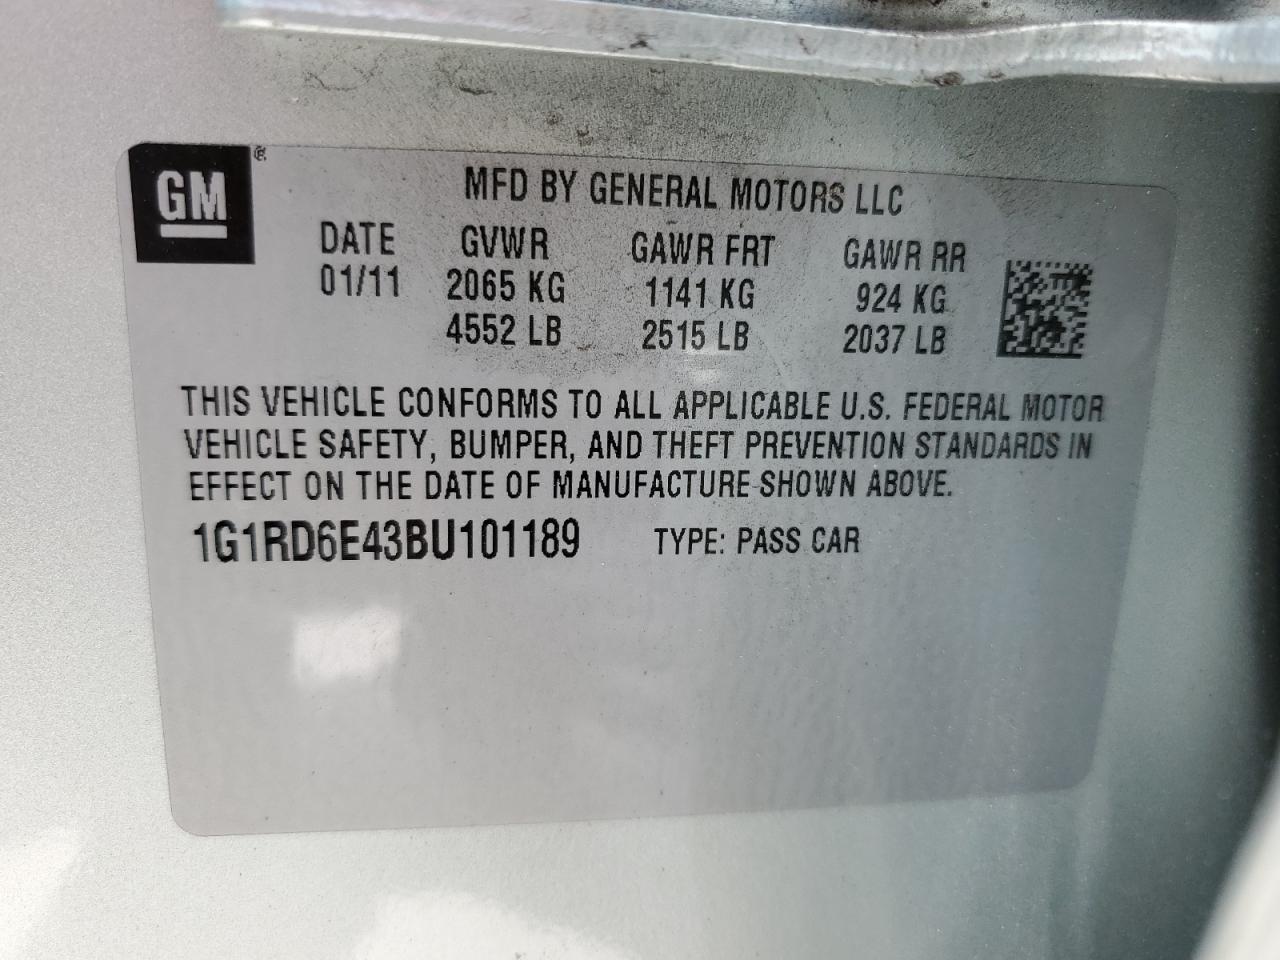 GM ®
MFD BY GENERAL MOTORS LLC
DATE GVWR GAWR FRT GAWR RR
01/11 2065 KG 1141 KG 924 KG
4552 LB 2515 LB 2037 LB
THIS VEHICLE CONFORMS TO ALL APPLICABLE U.S. FEDERAL MOTOR
VEHICLE SAFETY, BUMPER, AND THEFT PREVENTION STANDARDS IN
EFFECT ON THE DATE OF MANUFACTURE SHOWN ABOVE.
1G1RD6E43BU101189 TYPE: PASS CAR